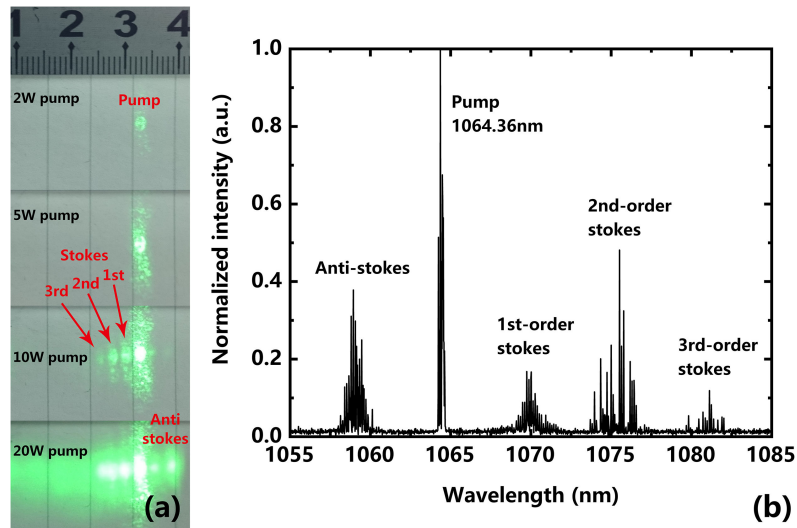 1 2 3 4
2W pump
Pump
5W pump
Stokes
3rd 2nd 1st
10W pump
Anti
stokes
20W pump
(a)
Normalized intensity (a.u.)
1.0
0.8
0.6
0.4
0.2
0.0
Pump
1064.36nm
Anti-stokes
1st-order
stokes
2nd-order
stokes
3rd-order
stokes
1055 1060 1065 1070 1075 1080 1085
Wavelength (nm)
(b)